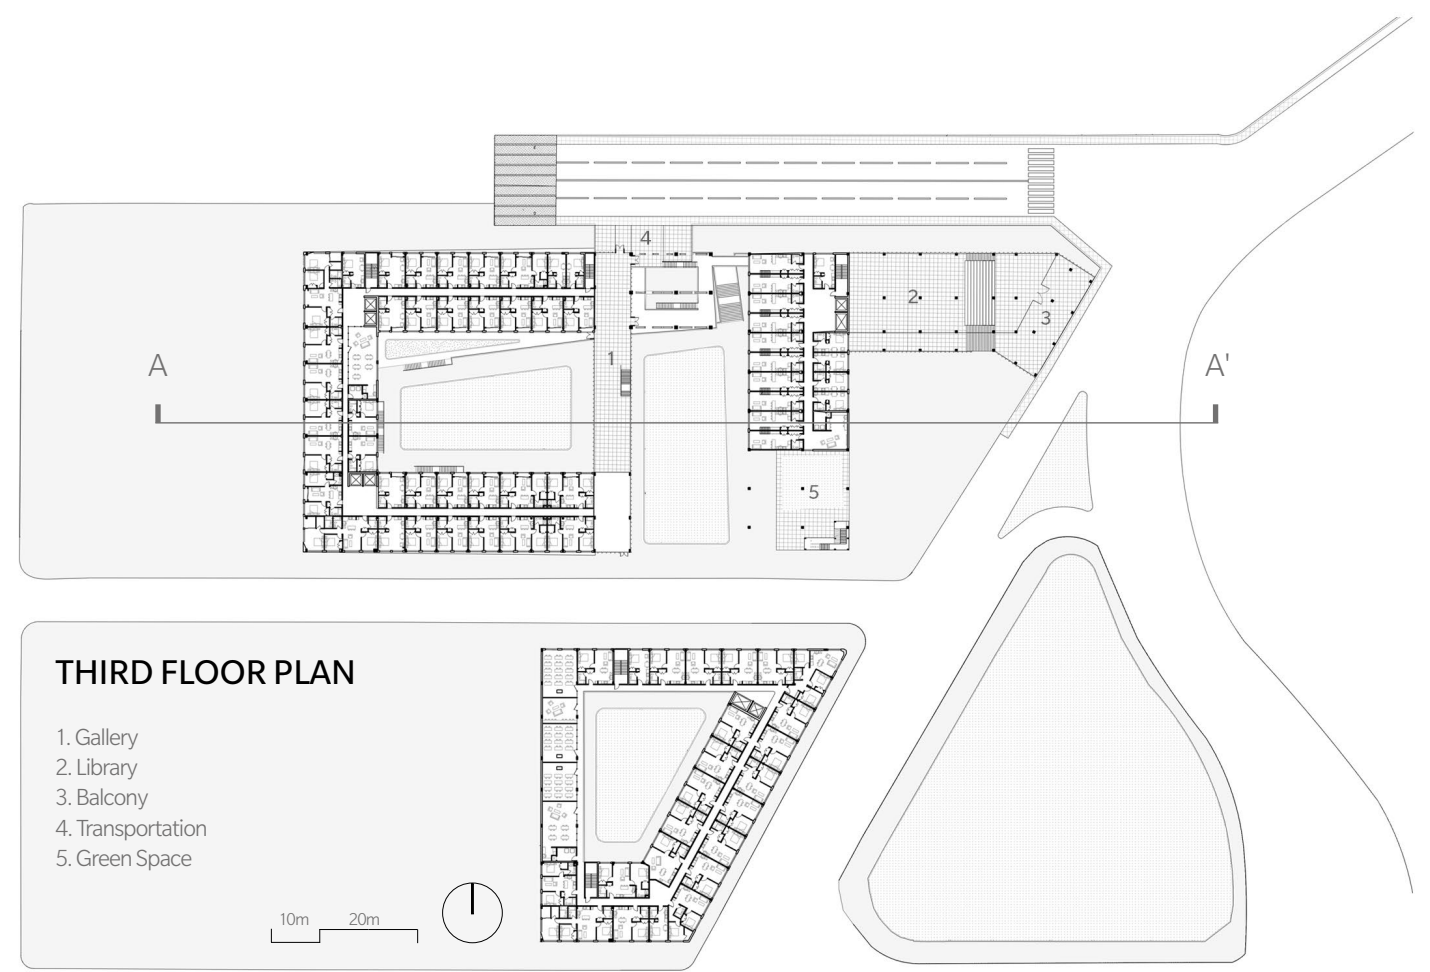 4
2
3
1
A
A'
5
THIRD FLOOR PLAN
1. Gallery
2. Library
3. Balcony
4. Transportation
5. Green Space
10m 20m